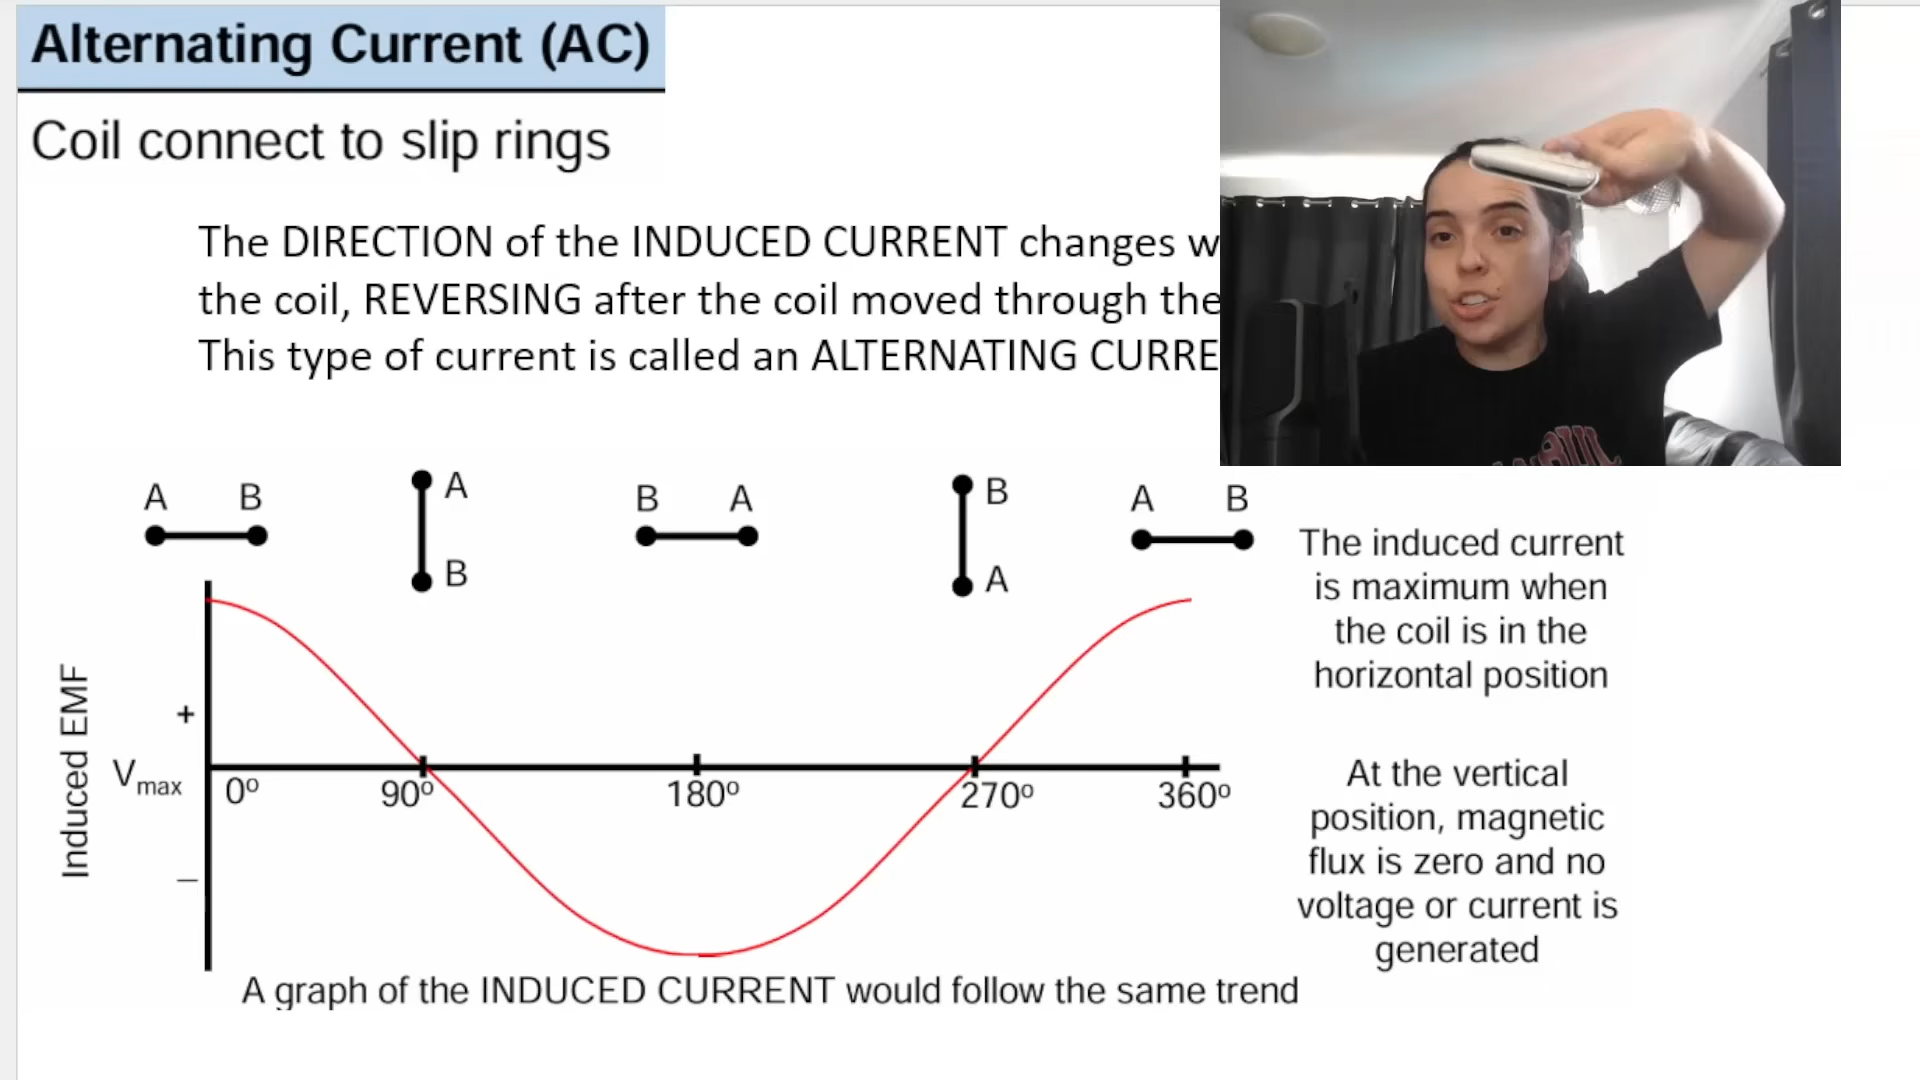 Alternating Current (AC)
Coil connect to slip rings
The DIRECTION of the INDUCED CURRENT changes
the coil, REVERSING after the coil moved through the
This type of current is called an ALTERNATING
A B
A
B
B A
B
A
A B
The induced current
is maximum when
the coil is in the
horizontal position
At the vertical
position, magnetic
flux is zero and no
voltage or current is
generated
Induced EMF
+
Vmax
–
0º 90º 180º 270º 360º
A graph of the INDUCED CURRENT would follow the same trend